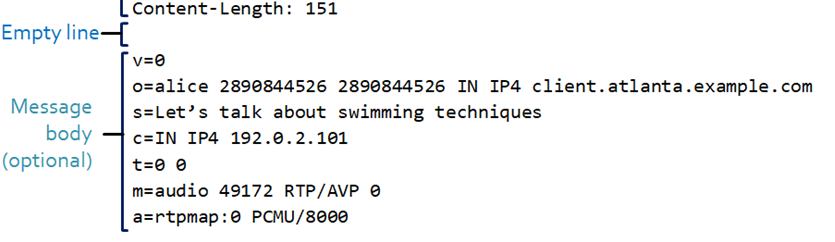 Content-Length: 151
Empty line
v=0
o=alice 2890844526 2890844526 IN IP4 client.atlanta.example.com
s=Let’s talk about swimming techniques
Message
body
(optional)
c=IN IP4 192.0.2.101
t=0 0
m=audio 49172 RTP/AVP 0
a=rtpmap:0 PCMU/8000